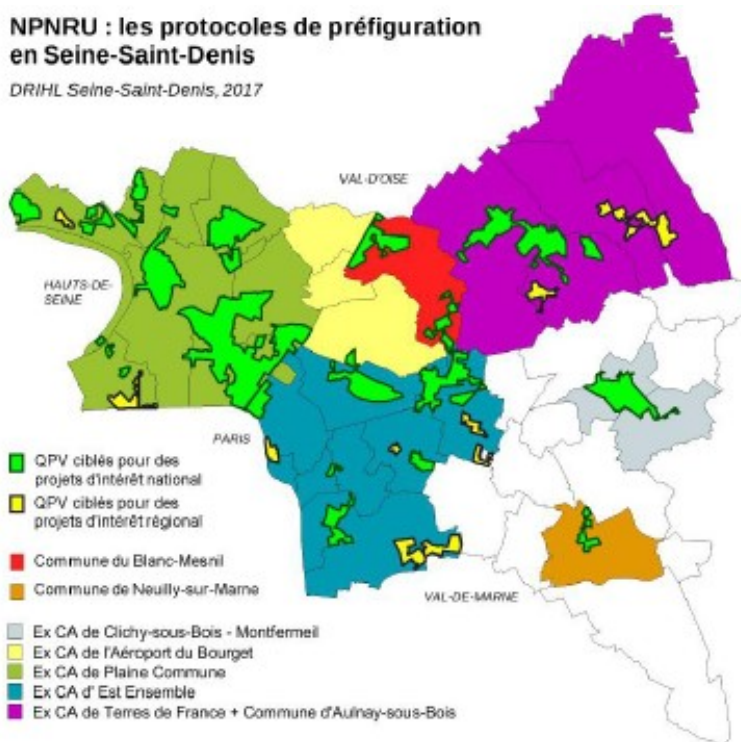 NPNRU : les protocoles de préfiguration
en Seine-Saint-Denis
DRIHL Seine-Saint-Denis, 2017
VAL-D'OISE
HAUTS-DE-
SEINE
PARIS
VAL-DE-MARNE
QPV ciblés pour des
projets d'intérêt national
QPV ciblés pour des
projets d'intérêt régional
Commune du Blanc-Mesnil
Commune de Neuilly-sur-Marne
Ex CA de Clichy-sous-Bois - Montfermeil
Ex CA de l'Aéroport du Bourget
Ex CA de Plaine Commune
Ex CA d' Est Ensemble
Ex CA de Terres de France + Commune d'Aulnay-sous-Bois